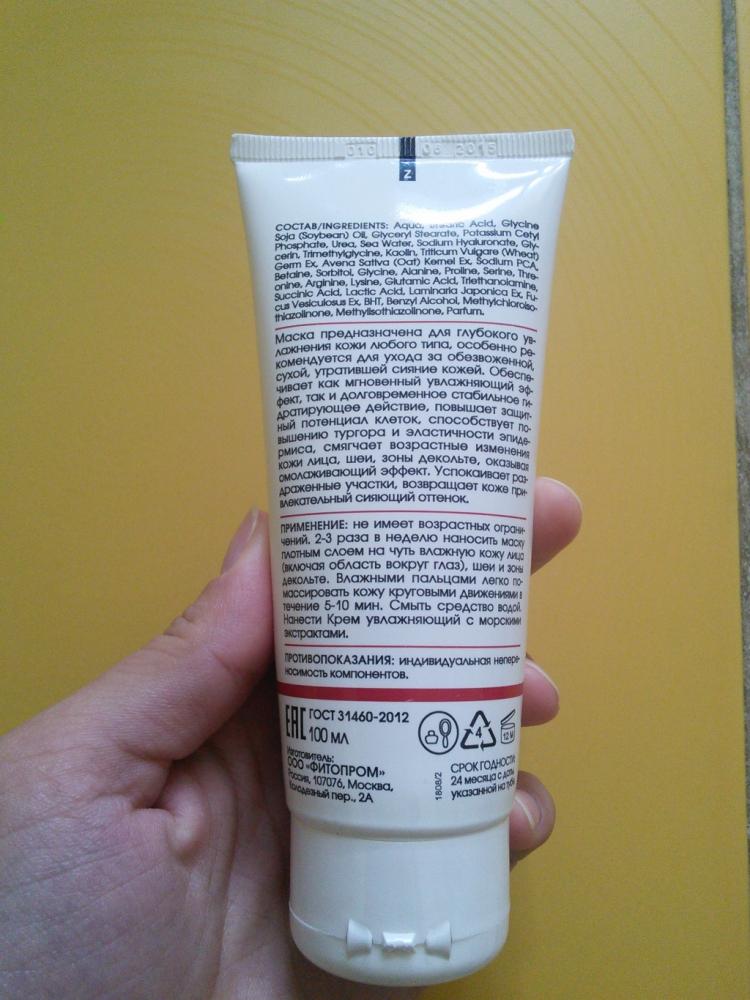 010 06 2015
Z
СОСТАВ/INGREDIENTS: Aqua, Stearic Acid, Glycine
Soja (Soybean) Oil, Glyceryl Stearate, Potassium Cetyl
Phosphate, Urea, Sea Water, Sodium Hyaluronate, Gly-
cerin, Trimethylglycine, Kaolin, Triticum Vulgare (Wheat)
Germ Ex, Avena Sativa (Oat) Kernel Ex, Sodium PCA,
Betaine, Sorbitol, Glycine, Alanine, Proline, Serine, Thre-
onine, Arginine, Lysine, Glutamic Acid, Triethanolamine,
Succinic Acid, Lactic Acid, Laminaria Japonica Ex, Fu-
cus Vesiculosus Ex, BHT, Benzyl Alcohol, Methylchloroiso-
thiazolinone, Methylisothiazolinone, Parfum.
Маска предназначена для глубокого ув-
лажнения кожи любого типа, особенно ре-
комендуется для ухода за обезвоженной,
сухой, утратившей сияние кожей. Обеспе-
чивает как мгновенный увлажняющий эф-
фект, так и долговременное стабильное ги-
дратирующее действие, повышает защит-
ный потенциал клеток, способствует по-
вышению тургора и эластичности эпиде-
рмиса, смягчает возрастные изменения
кожи лица, шеи, зоны декольте, оказывая
омолаживающий эффект. Успокаивает раз-
драженные участки, возвращает коже при-
влекательный сияющий оттенок.
ПРИМЕНЕНИЕ: не имеет возрастных ограни-
чений. 2-3 раза в неделю наносить маску
плотным слоем на чуть влажную кожу лица
(включая область вокруг глаз), шеи и зоны
декольте. Влажными пальцами легко по-
массировать кожу круговыми движениями в
течение 5-10 мин. Смыть средство водой.
Нанести Крем увлажняющий с морскими
экстрактами.
ПРОТИВОПОКАЗАНИЯ: индивидуальная непере-
носимость компонентов.
ЕАС ГОСТ 31460-2012
100 МЛ
4
12 M
Изготовитель:
ООО «ФИТОПРОМ»
Россия, 107076, Москва,
Колодезный пер., 2А
1808/2
СРОК ГОДНОСТИ:
24 месяца с даты,
указанной на тубе